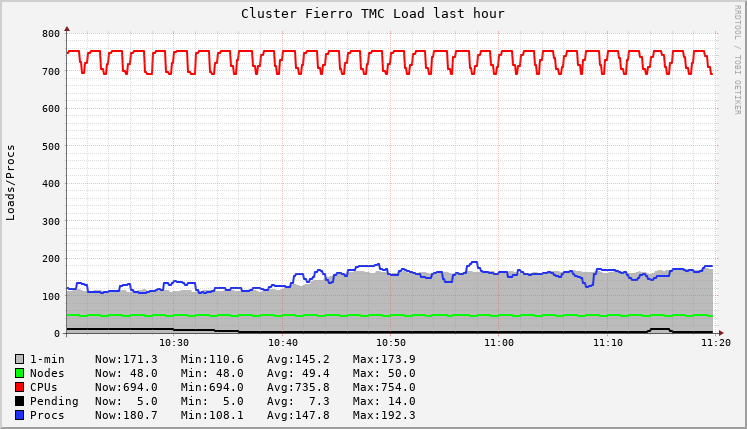 Cluster Fierro TMC Load last hour
RRDTOOL / TOBI OETIKER
Loads/Procs
800
700
600
500
400
300
200
100
0
10:30 10:40 10:50 11:00 11:10 11:20
1-min Now:171.3 Min:110.6 Avg:145.2 Max:173.9
Nodes Now: 48.0 Min: 48.0 Avg: 49.4 Max: 50.0
CPUs Now:694.0 Min:694.0 Avg:735.8 Max:754.0
Pending Now: 5.0 Min: 5.0 Avg: 7.3 Max: 14.0
Procs Now:180.7 Min:108.1 Avg:147.8 Max:192.3